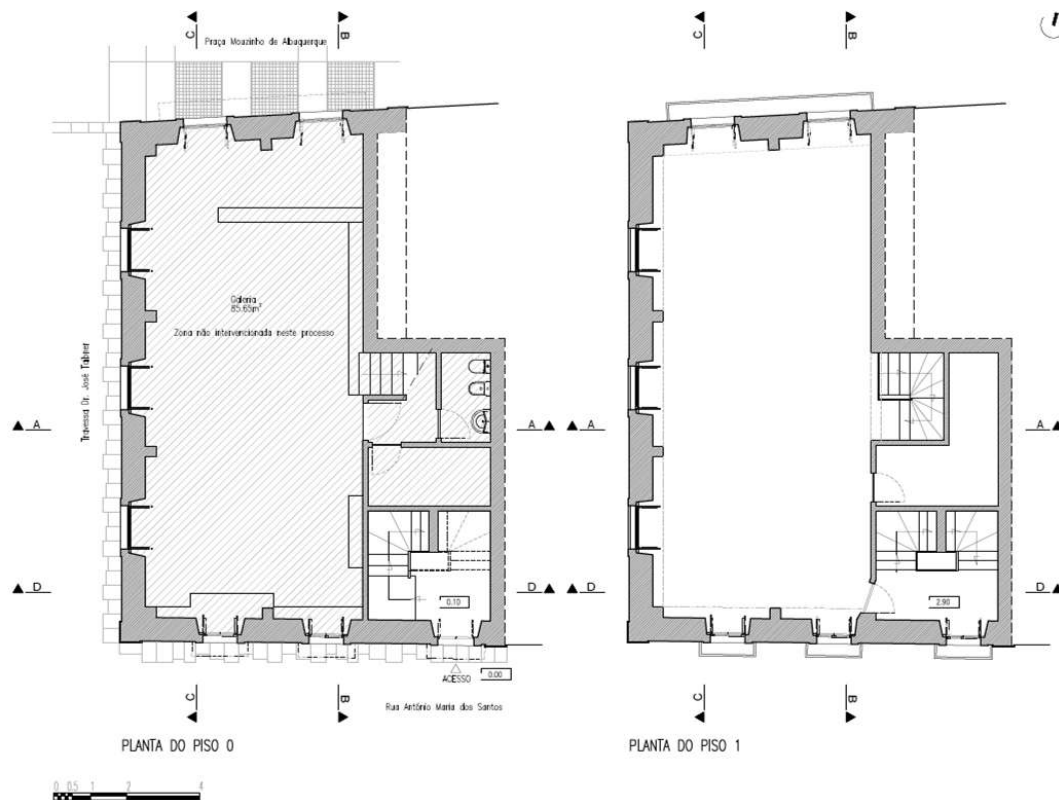 C
B
C
B
Praça Mouzinho de Albuquerque
Galeria
85.65m²
Zona não intervencionada neste processo
Travessa Dr. José Talbner
A
A
A
A
D
D
D
D
0.10
2.90
ACESSO
0.00
C
B
C
B
Rua António Maria dos Santos
PLANTA DO PISO 0
PLANTA DO PISO 1
0 0.5 1 2 4